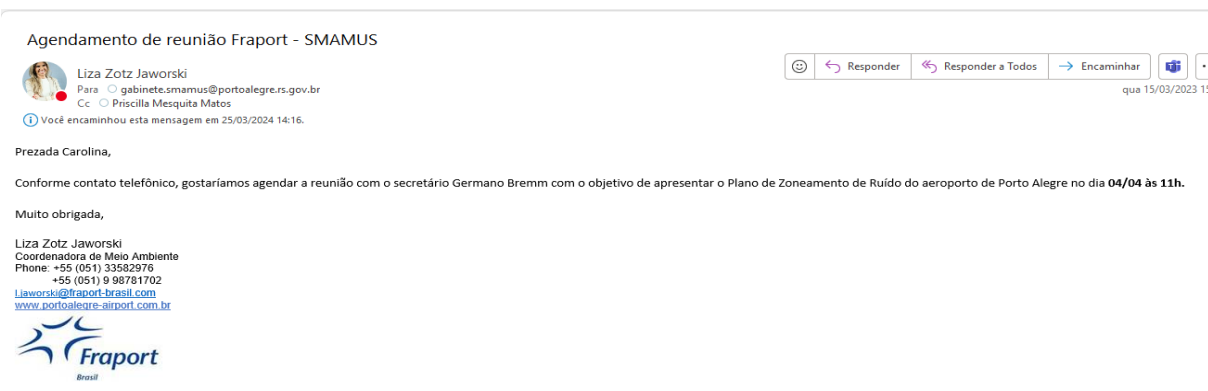 Agendamento de reunião Fraport - SMAMUS
Liza Zotz Jaworski
Para gabinete.smamus@portoalegre.rs.gov.br
Cc Priscilla Mesquita Matos
Responder
Responder a Todos
Encaminhar
qua 15/03/2023 15
Você encaminhou esta mensagem em 25/03/2024 14:16.
Prezada Carolina,
Conforme contato telefônico, gostaríamos agendar a reunião com o secretário Germano Bremm com o objetivo de apresentar o Plano de Zoneamento de Ruído do aeroporto de Porto Alegre no dia 04/04 às 11h.
Muito obrigada,
Liza Zotz Jaworski
Coordenadora de Meio Ambiente
Phone: +55 (051) 33582976
+55 (051) 9 98781702
l.jaworski@fraport-brasil.com
www.portoalegre-airport.com.br
Fraport
Brasil